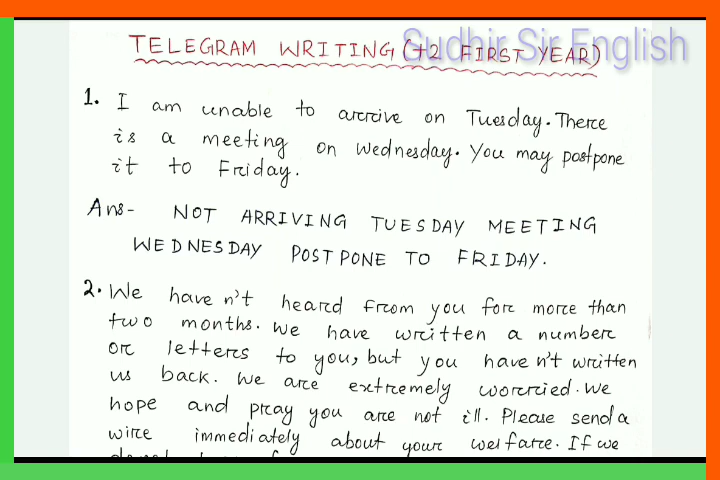 Sudhir Sir English
TELEGRAM WRITING (+2 FIRST YEAR)
1. I am unable to arrive on Tuesday. There
is a meeting on Wednesday. You may postpone
it to Friday.
Ans- NOT ARRIVING TUESDAY MEETING
WEDNESDAY POSTPONE TO FRIDAY.
2. We haven't heard from you for more than
two months. We have written a number
or letters to you, but you haven't written
us back. We are extremely worried. We
hope and pray you are not ill. Please send a
wire immediately about your welfare. If we